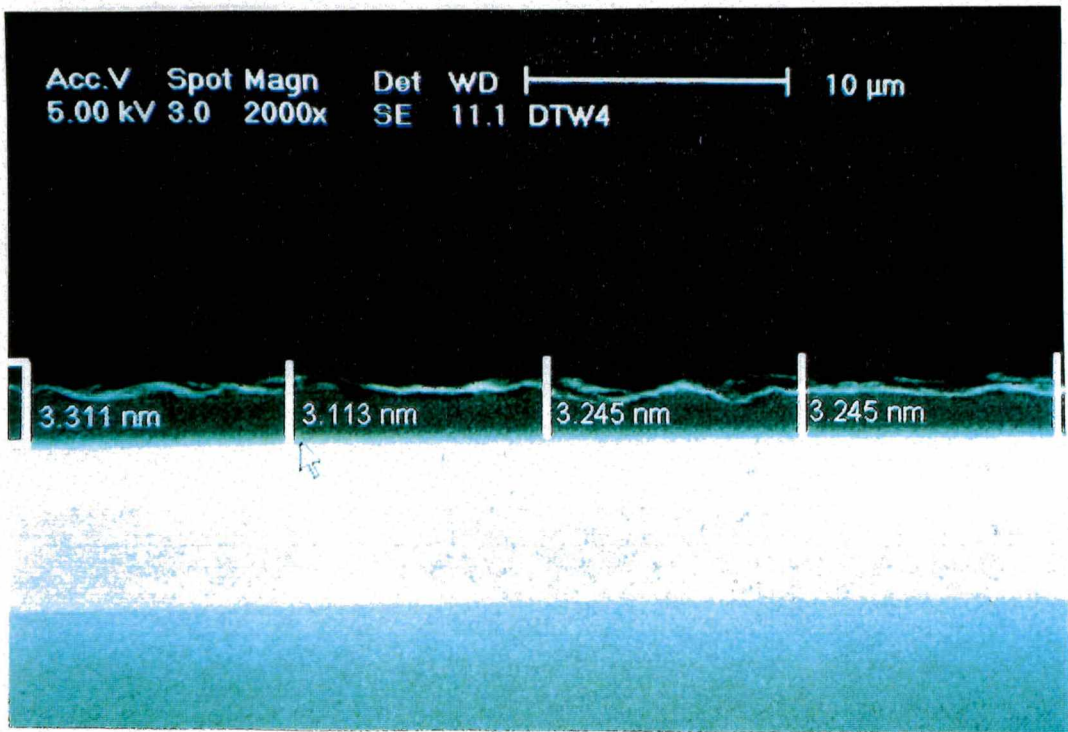 Acc.V Spot Magn Det WD 10 µm
5.00 kV 3.0 2000x SE 11.1 DTW4
3.311 nm 3.113 nm 3.245 nm 3.245 nm